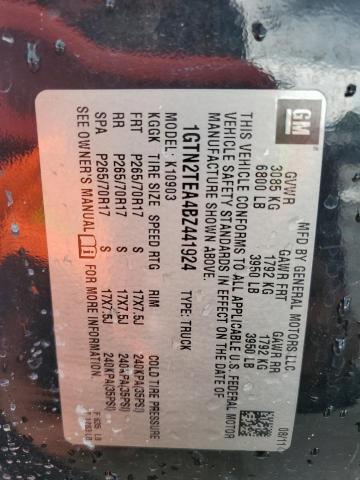 GM
MFD BY GENERAL MOTORS LLC
08/11
GVWR GAWR FRT GAWR RR
3085 KG 1792 KG 1792 KG
6800 LB 3950 LB 3950 LB
THIS VEHICLE CONFORMS TO ALL APPLICABLE U.S. FEDERAL MOTOR
VEHICLE SAFETY STANDARDS IN EFFECT ON THE DATE OF
MANUFACTURE SHOWN ABOVE.
1GTN2TEA4BZ441924 TYPE: TRUCK
MODEL: K10903
KGGK TIRE SIZE SPEED RTG RIM COLD TIRE PRESSURE
FRT P265/70R17 S 17X7.5J 240KPA(35PSI)
RR P265/70R17 S 17X7.5J 240KPA(35PSI)
SPA P265/70R17 S 17X7.5J 240KPA(35PSI)
SEE OWNER'S MANUAL